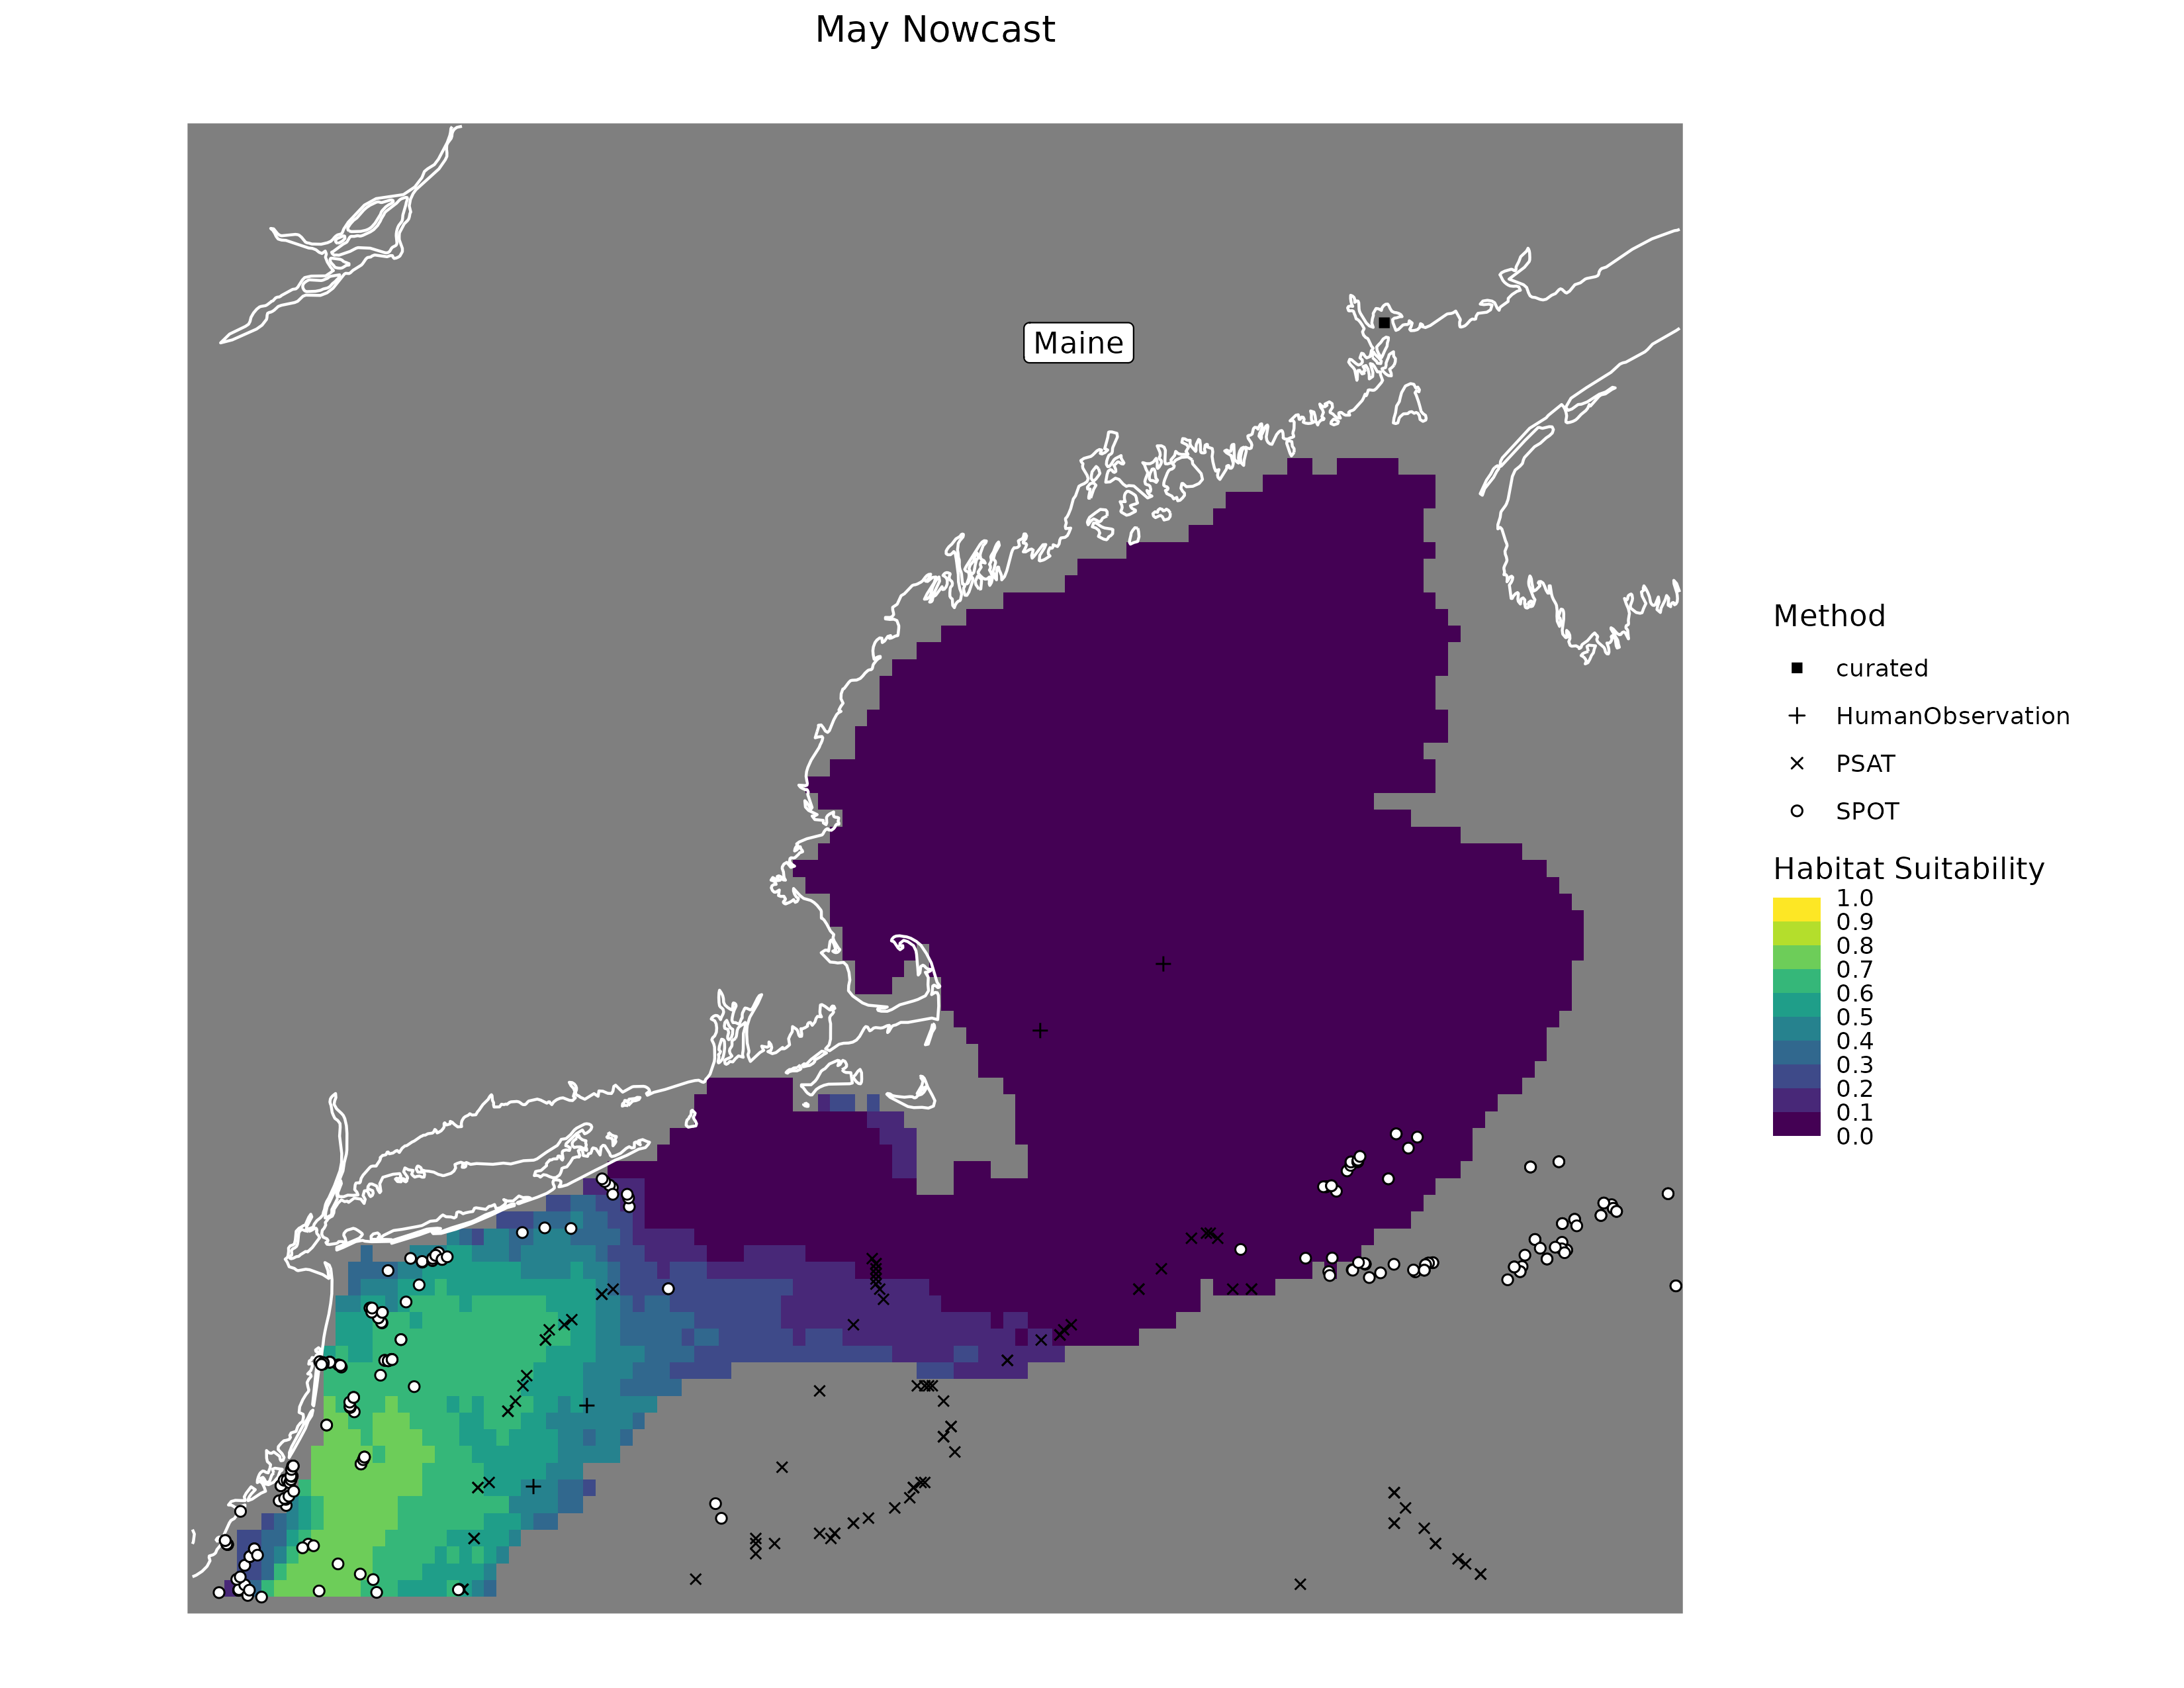 May Nowcast
Maine
Method
curated
HumanObservation
PSAT
SPOT
Habitat Suitability
1.0
0.9
0.8
0.7
0.6
0.5
0.4
0.3
0.2
0.1
0.0